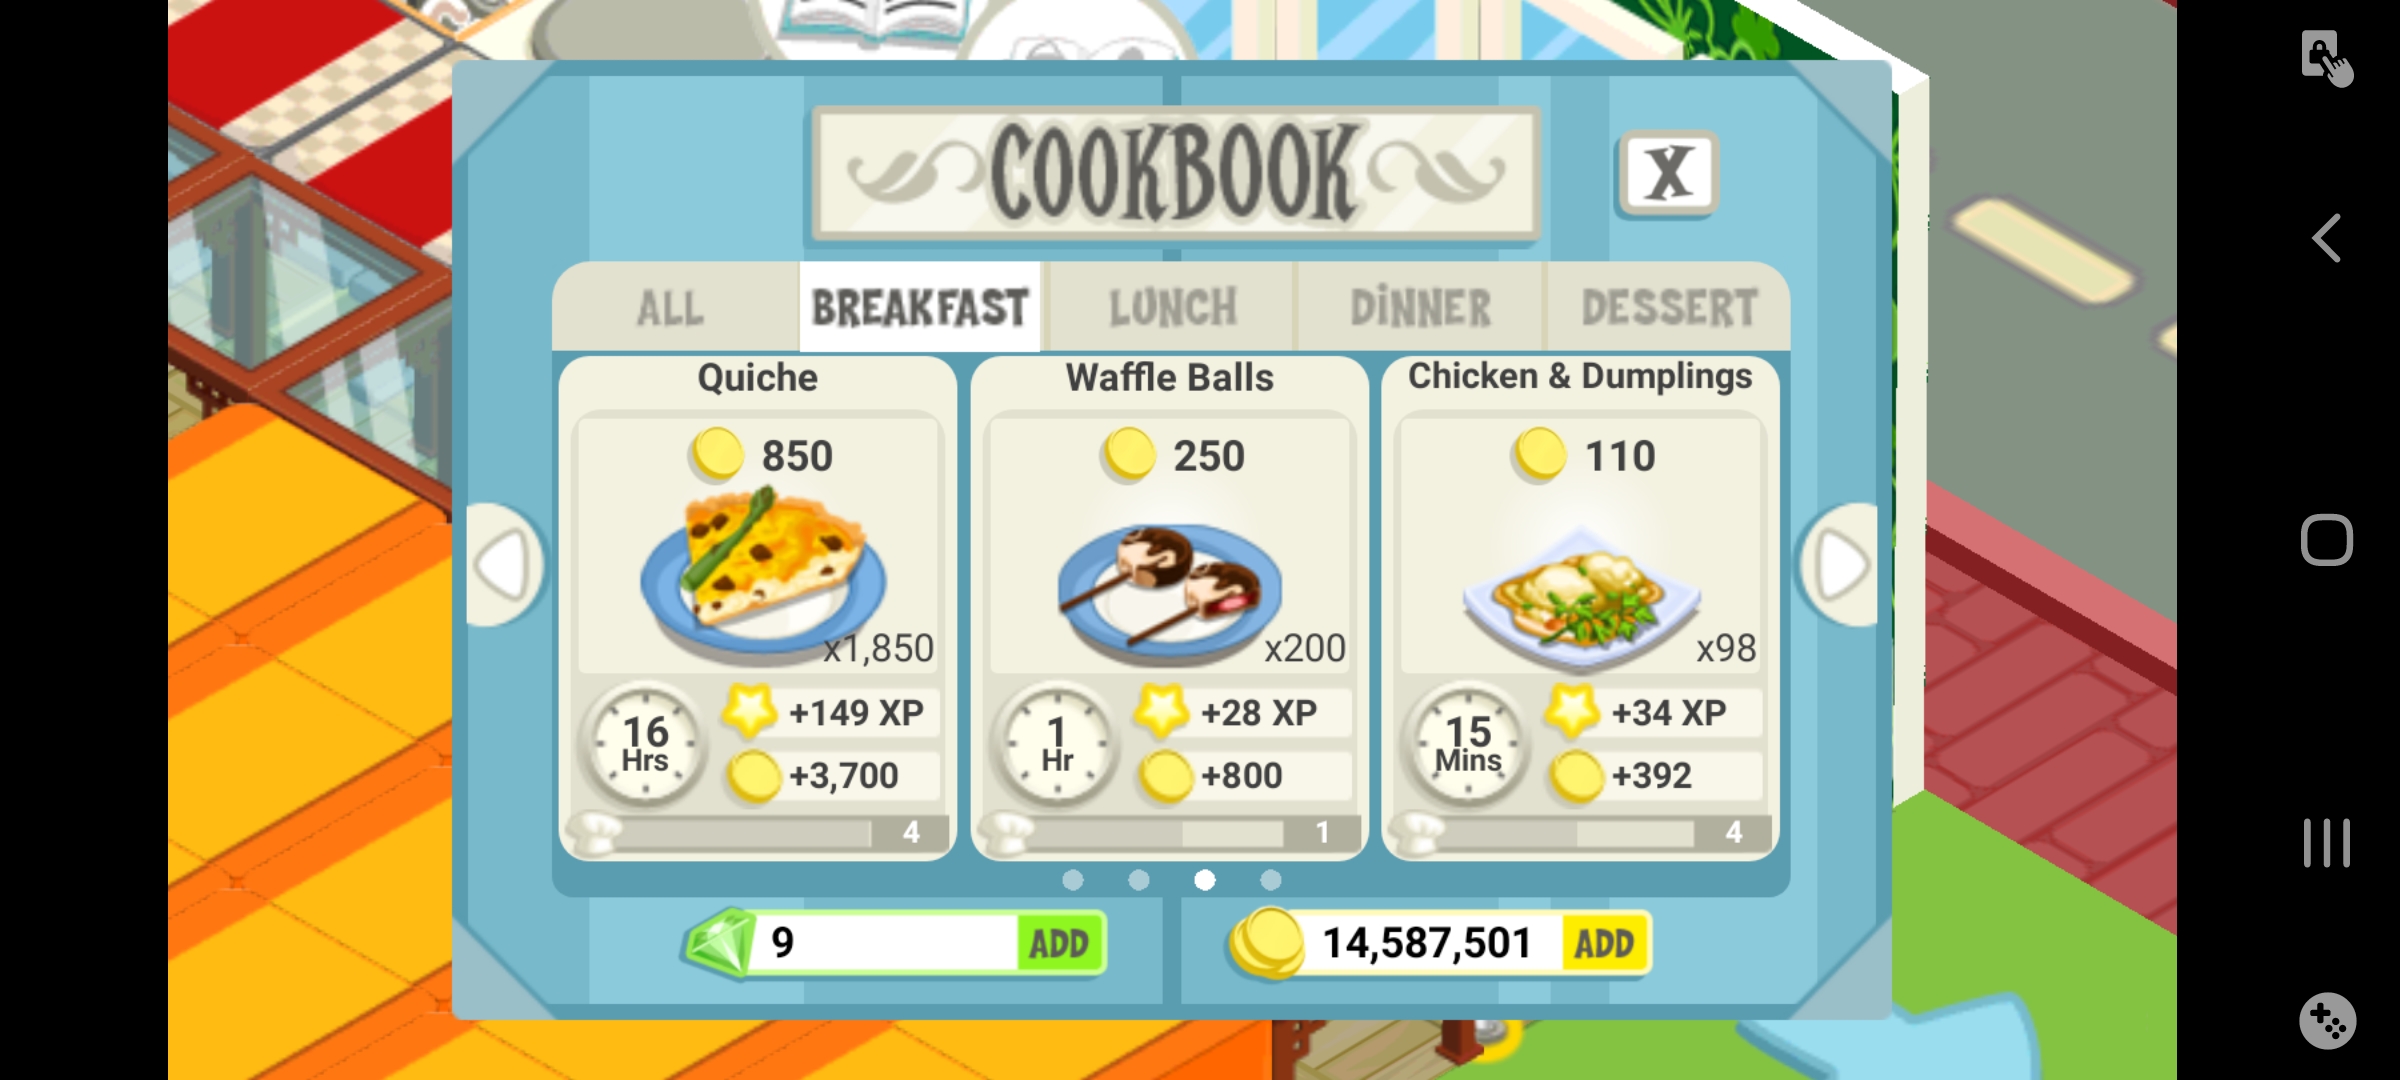 COOKBOOK
X
ALL BREAKFAST LUNCH DINNER DESSERT
Quiche
850
x1,850
16 Hrs
+149 XP
+3,700
4
Waffle Balls
250
x200
1 Hr
+28 XP
+800
1
Chicken & Dumplings
110
x98
15 Mins
+34 XP
+392
4
9 ADD
14,587,501 ADD